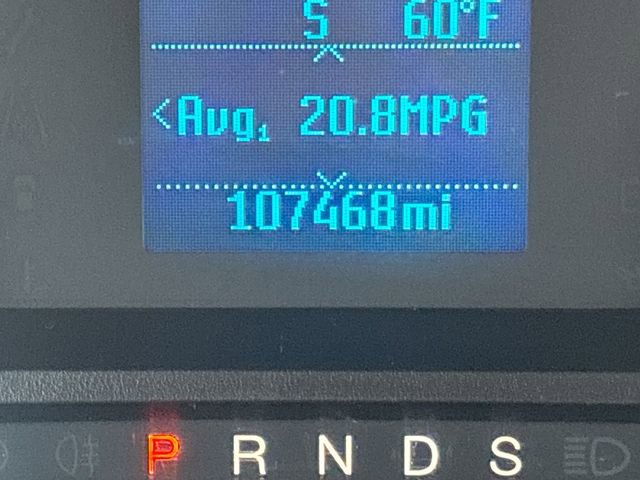 S 60°F
<Avg₁ 20.8MPG
107468mi
P R N D S